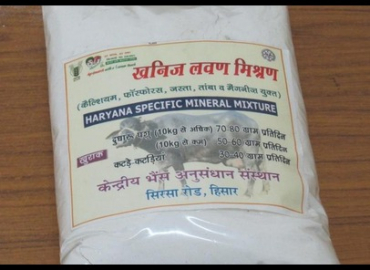 खनिज लवण मिश्रण
(कैल्शियम, फॉस्फोरस, जस्ता, तांबा व मैंगनीज युक्त)
HARYANA SPECIFIC MINERAL MIXTURE
दुधारू पशु (10kg से अधिक) 70-80 ग्राम प्रतिदिन
(10kg से कम) 50-60 ग्राम प्रतिदिन
खुराक
कटड़े-कटड़ियां 30-40 ग्राम प्रतिदिन
केन्द्रीय भैंस अनुसंधान संस्थान
सिरसा रोड, हिसार